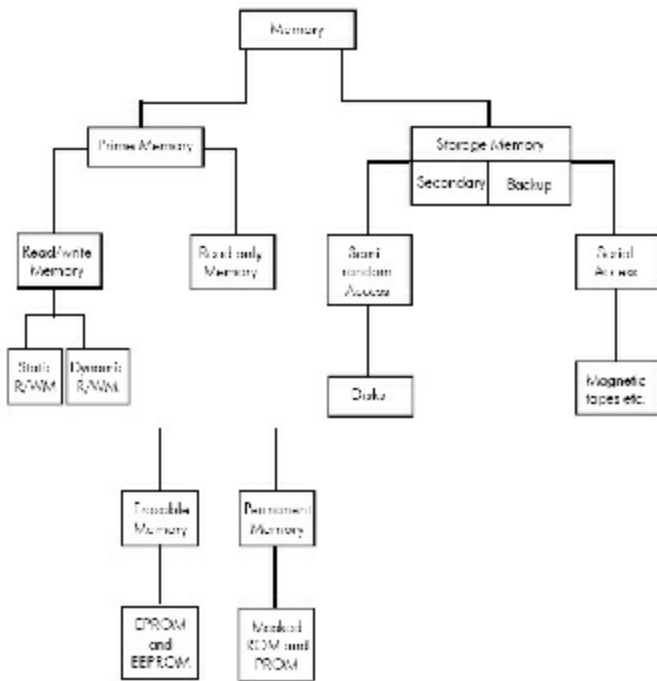 Memory
Prime Memory
Storage Memory
Secondary
Backup
Read/write
Memory
Read only
Memory
Semi
random
Access
Serial
Access
Static
R/WM
Dynamic
R/WM
Disks
Magnetic
tapes etc.
Erasable
Memory
Permanent
Memory
EPROM
and
EEPROM
Masked
ROM and
PROM